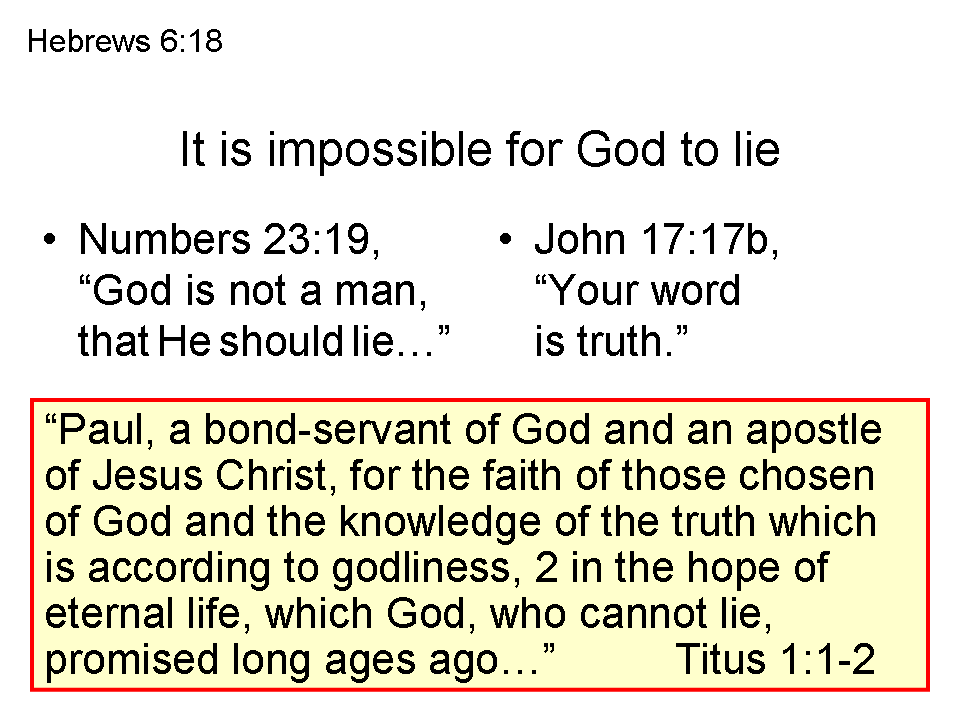 Hebrews 6:18
It is impossible for God to lie
• Numbers 23:19,
“God is not a man,
that He should lie…”
• John 17:17b,
“Your word
is truth.”
“Paul, a bond-servant of God and an apostle
of Jesus Christ, for the faith of those chosen
of God and the knowledge of the truth which
is according to godliness, 2 in the hope of
eternal life, which God, who cannot lie,
promised long ages ago…” Titus 1:1-2